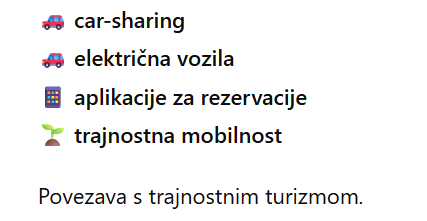 🚗 car-sharing
🚗 električna vozila
📱 aplikacije za rezervacije
🌱 trajnostna mobilnost
Povezava s trajnostnim turizmom.